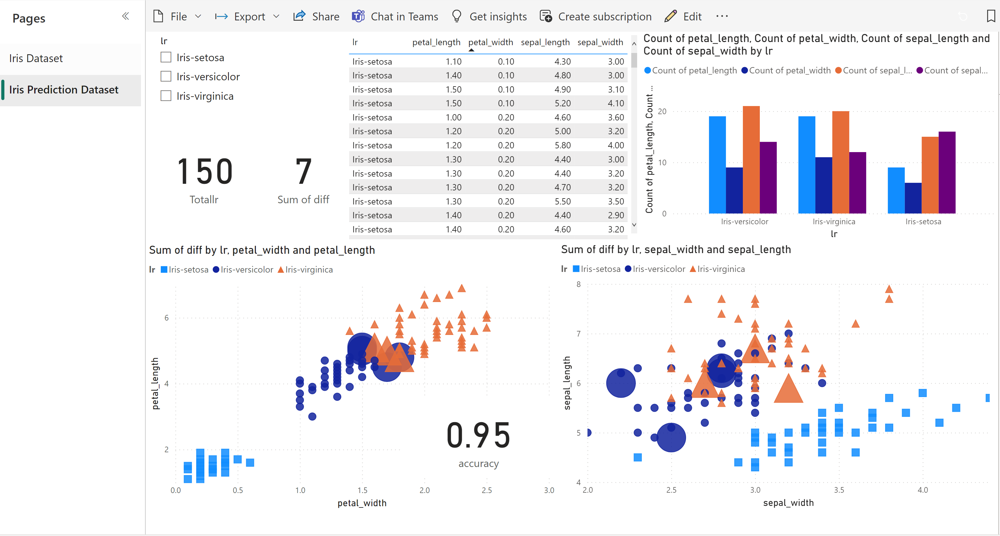 Pages
File Export Share Chat in Teams Get insights Create subscription Edit ...
Iris Dataset
Iris Prediction Dataset
lr
Iris-setosa
Iris-versicolor
Iris-virginica
150
Totallr
7
Sum of diff
lr petal_length petal_width sepal_length sepal_width
Iris-setosa 1.10 0.10 4.30 3.00
Iris-setosa 1.40 0.10 4.80 3.00
Iris-setosa 1.50 0.10 4.90 3.10
Iris-setosa 1.50 0.10 5.20 4.10
Iris-setosa 1.00 0.20 4.60 3.60
Iris-setosa 1.20 0.20 5.00 3.20
Iris-setosa 1.20 0.20 5.80 4.00
Iris-setosa 1.30 0.20 4.40 3.00
Iris-setosa 1.30 0.20 4.40 3.20
Iris-setosa 1.30 0.20 4.70 3.20
Iris-setosa 1.30 0.20 5.50 3.50
Iris-setosa 1.40 0.20 4.40 2.90
Iris-setosa 1.40 0.20 4.60 3.20
Count of petal_length, Count of petal_width, Count of sepal_length and
Count of sepal_width by lr
Count of petal_length Count of petal_width Count of sepal_l... Count of sepal...
Count of petal_length, Count ...
20
10
0
Iris-versicolor Iris-virginica Iris-setosa
lr
Sum of diff by lr, petal_width and petal_length
lr Iris-setosa Iris-versicolor Iris-virginica
petal_length
6
4
2
0.0 0.5 1.0 1.5 2.0 2.5 3.0
petal_width
0.95
accuracy
Sum of diff by lr, sepal_width and sepal_length
lr Iris-setosa Iris-versicolor Iris-virginica
sepal_length
8
7
6
5
4
2.0 2.5 3.0 3.5 4.0
sepal_width